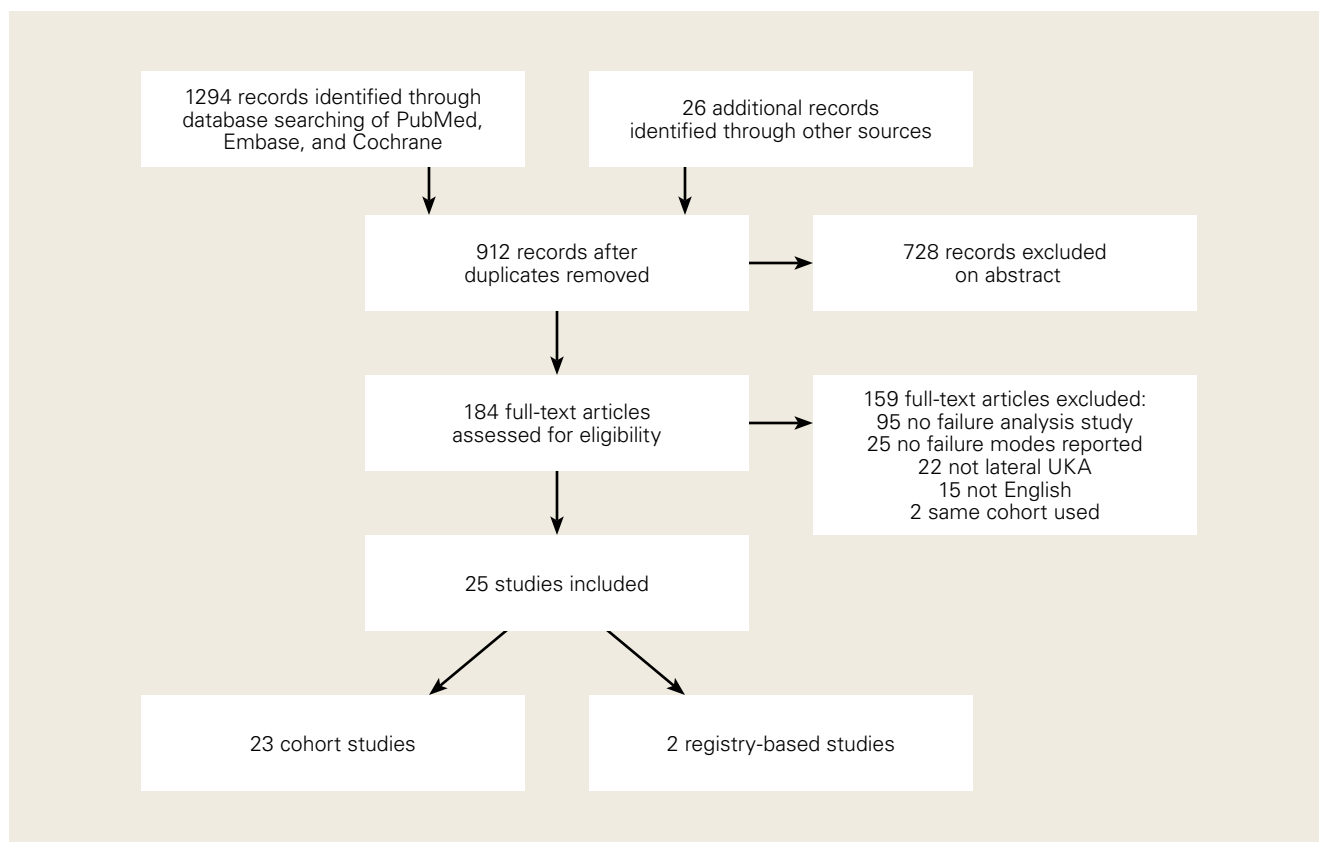 1294 records identified through
database searching of PubMed,
Embase, and Cochrane
26 additional records
identified through other sources
912 records after
duplicates removed
728 records excluded
on abstract
184 full-text articles
assessed for eligibility
159 full-text articles excluded:
95 no failure analysis study
25 no failure modes reported
22 not lateral UKA
15 not English
2 same cohort used
25 studies included
23 cohort studies
2 registry-based studies